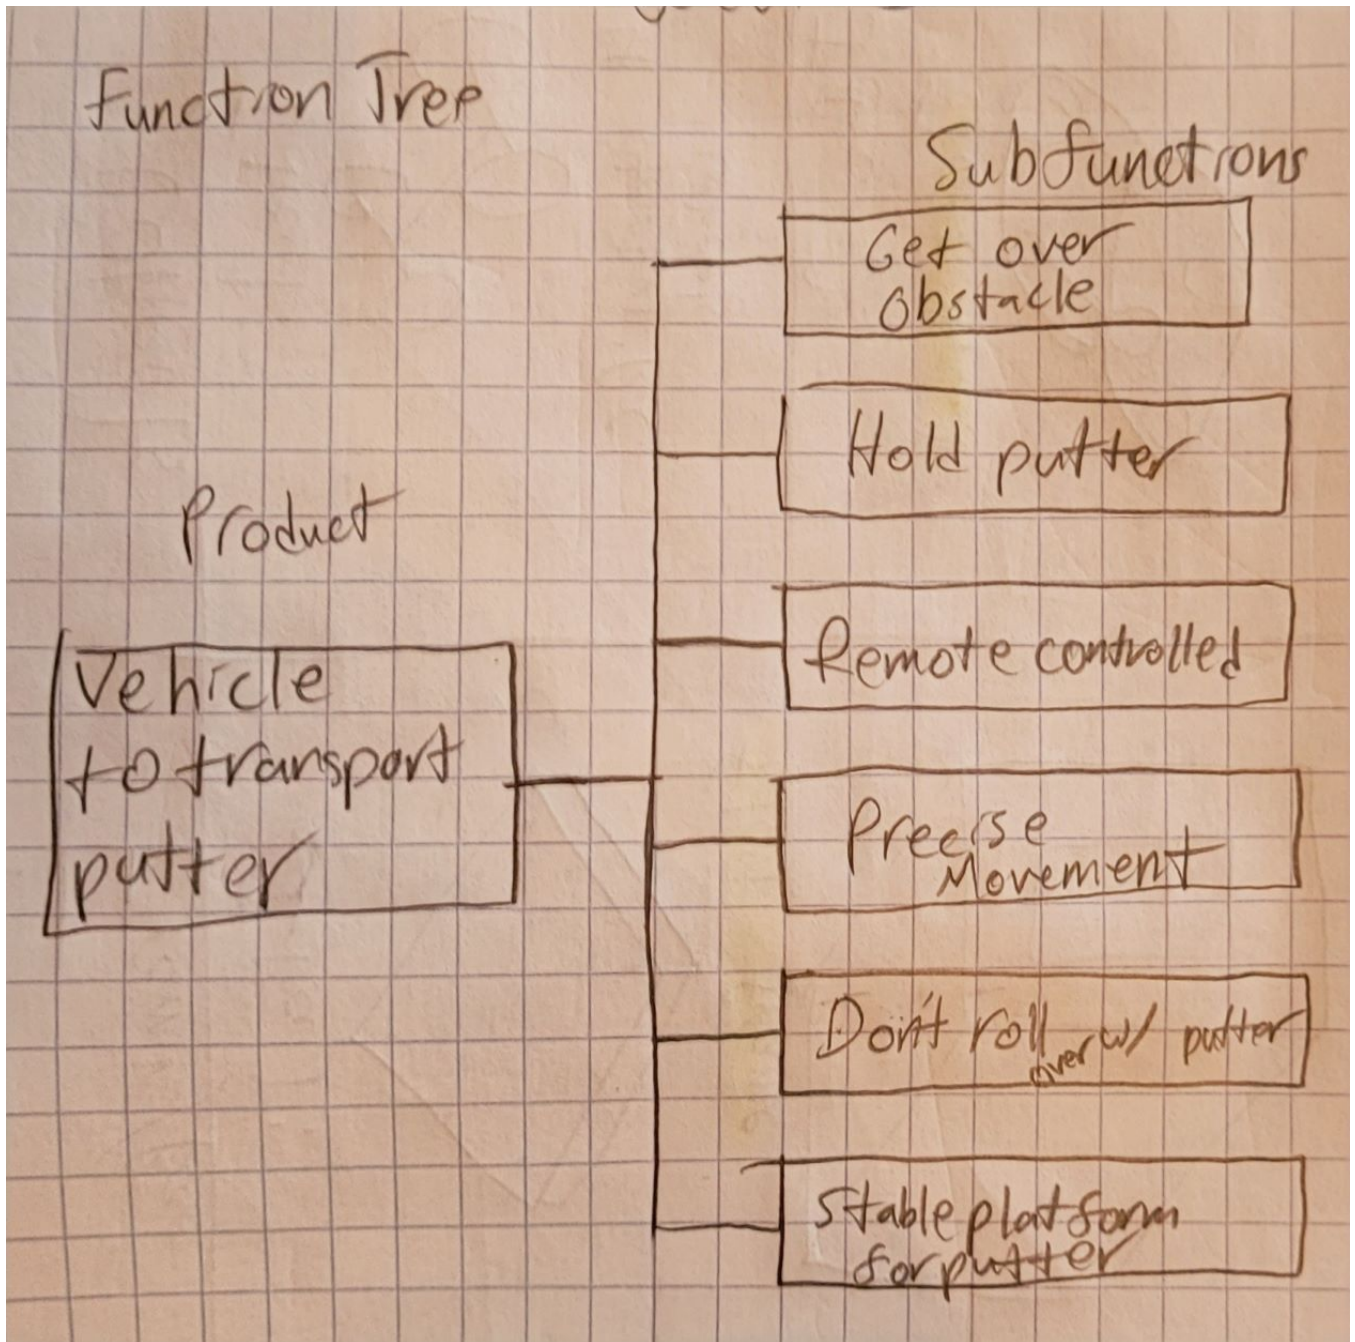 Function Tree
Subfunctions
Get over
obstacle
Hold putter
Product
Remote controlled
Vehicle
to transport
putter
Precise
Movement
Don't roll over w/ putter
Stable platform
for putter